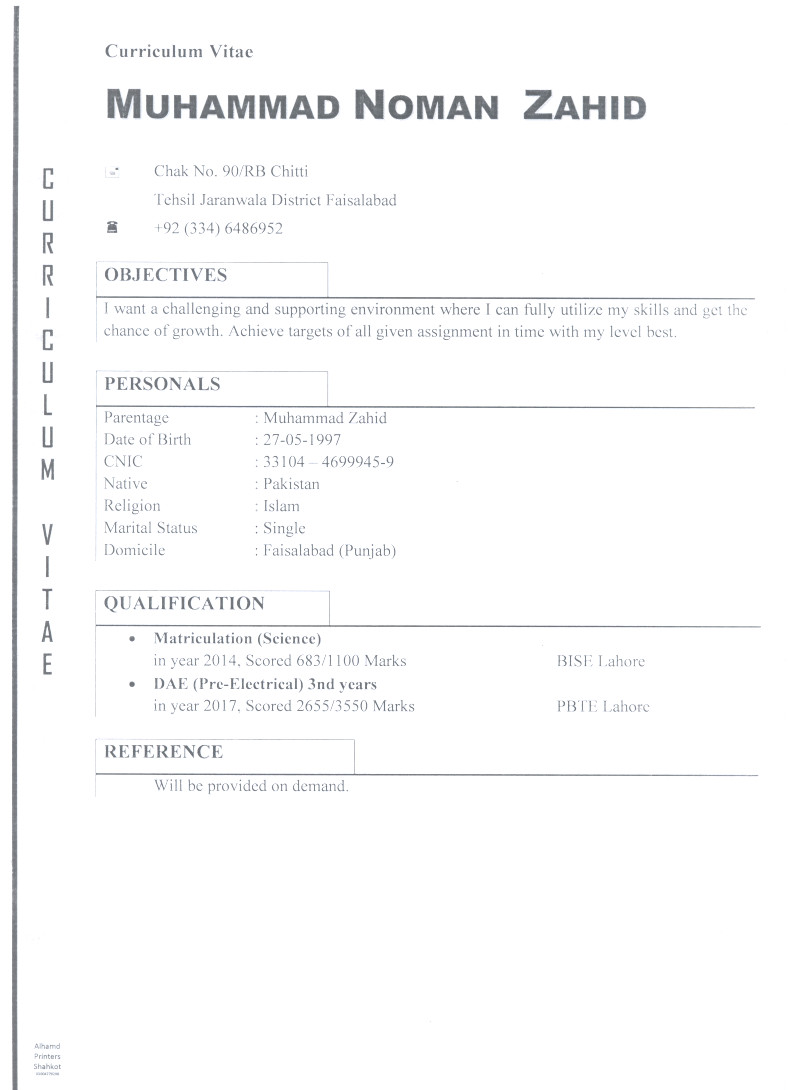 Curriculum Vitae
MUHAMMAD NOMAN ZAHID
CURRICULUM VITAE
Chak No. 90/RB Chitti
Tehsil Jaranwala District Faisalabad
+92 (334) 6486952
OBJECTIVES
I want a challenging and supporting environment where I can fully utilize my skills and get the
chance of growth. Achieve targets of all given assignment in time with my level best.
PERSONALS
Parentage : Muhammad Zahid
Date of Birth : 27-05-1997
CNIC : 33104 – 4699945-9
Native : Pakistan
Religion : Islam
Marital Status : Single
Domicile : Faisalabad (Punjab)
QUALIFICATION
• Matriculation (Science)
in year 2014, Scored 683/1100 Marks BISE Lahore
• DAE (Pre-Electrical) 3nd years
in year 2017, Scored 2655/3550 Marks PBTE Lahore
REFERENCE
Will be provided on demand.
Alhamd
Printers
Shahkot